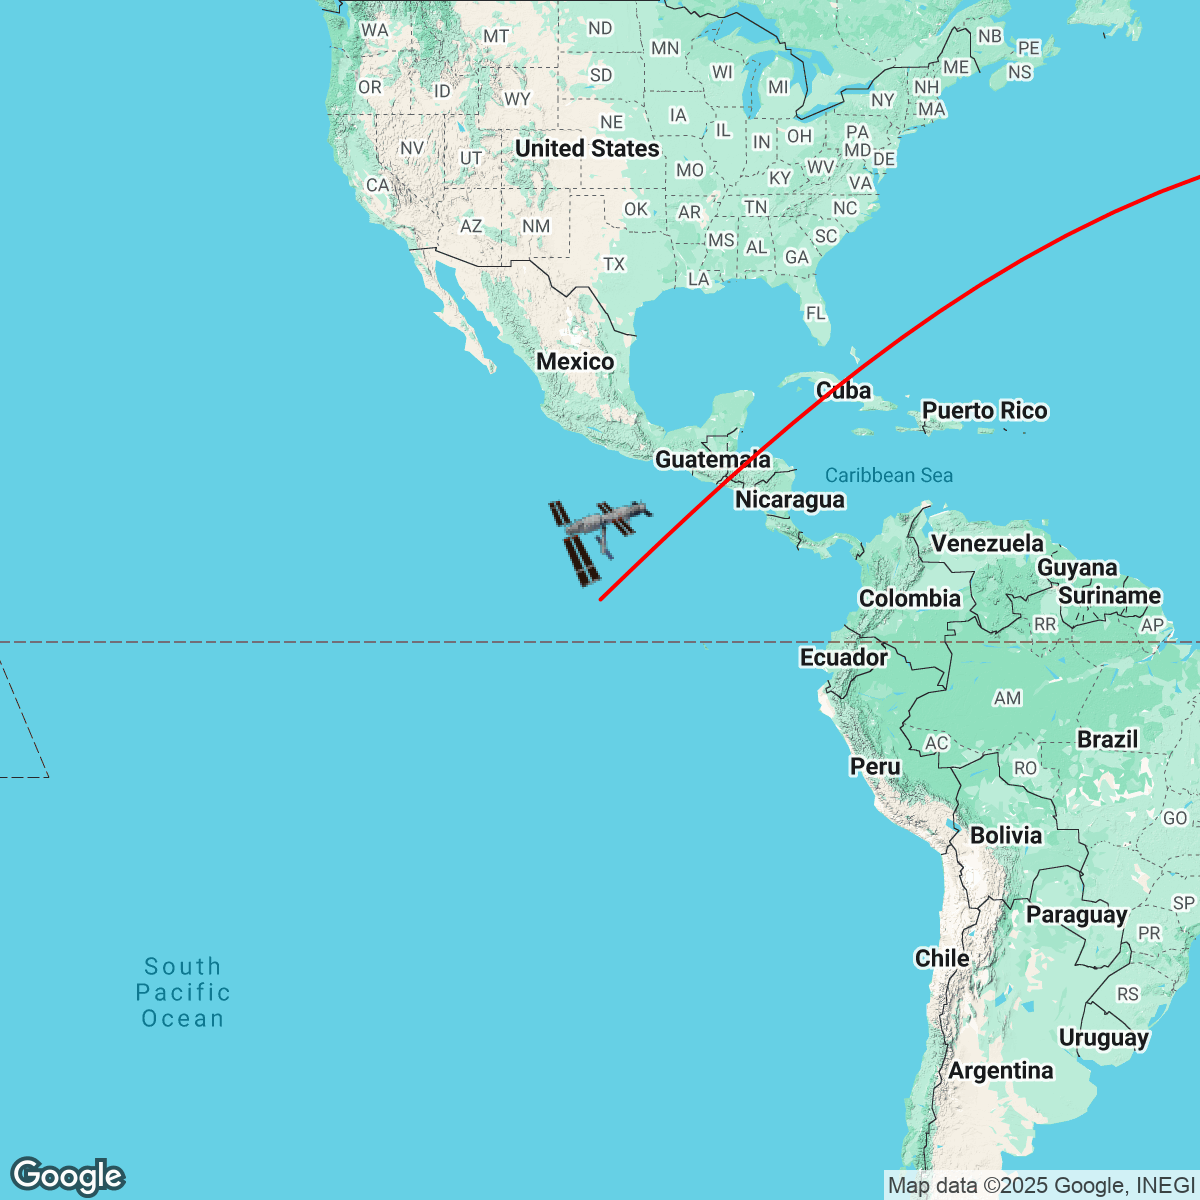 WA
MT
ND
MN
NB
PE
NS
ME
OR
ID
SD
WI
MI
NH
WY
NY
MA
NE
IA
IL
IN
OH
PA
NV
UT
United States
MD
DE
MO
KY
WV
VA
CA
OK
AR
TN
NC
AZ
NM
MS
AL
SC
GA
TX
LA
FL
Mexico
Cuba
Puerto Rico
Guatemala
Caribbean Sea
Nicaragua
Venezuela
Guyana
Suriname
Colombia
RR
AP
Ecuador
AM
Brazil
AC
Peru
RO
GO
Bolivia
SP
Paraguay
PR
Chile
South
Pacific
Ocean
RS
Uruguay
Argentina
Google
Map data ©2025 Google, INEGI